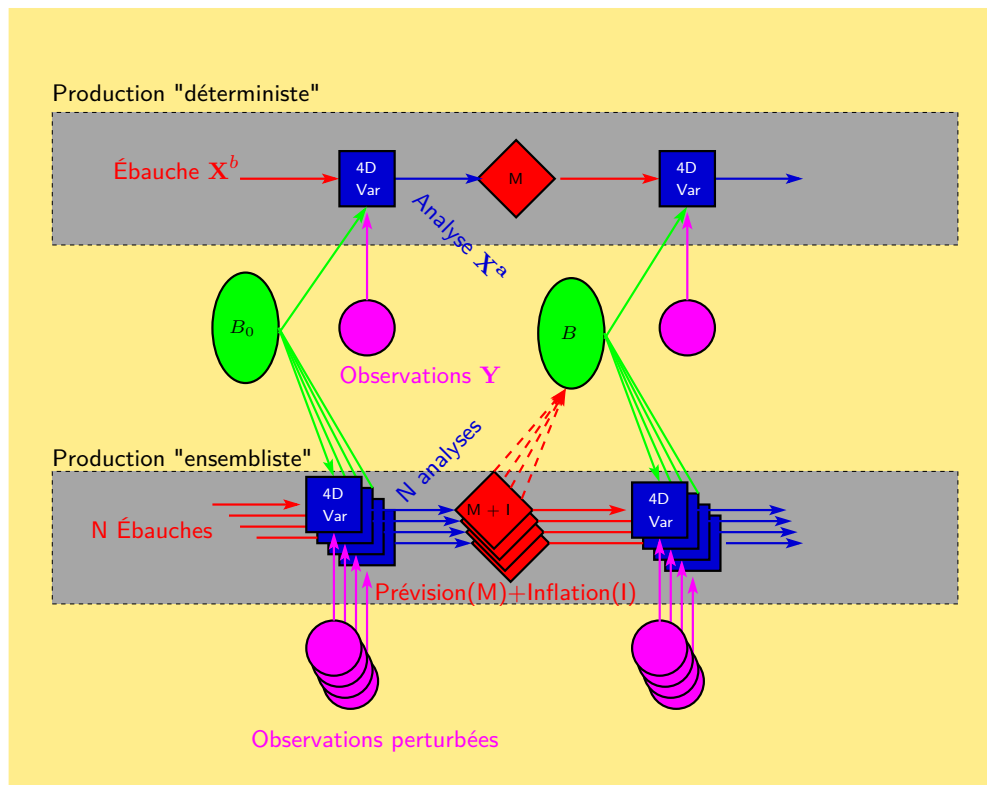 Production "déterministe"
Ébauche X^b
4D
Var
M
4D
Var
Analyse X^a
B_0
B
Observations Y
N analyses
Production "ensembliste"
4D
Var
M + I
4D
Var
N Ébauches
Prévision(M)+Inflation(I)
Observations perturbées